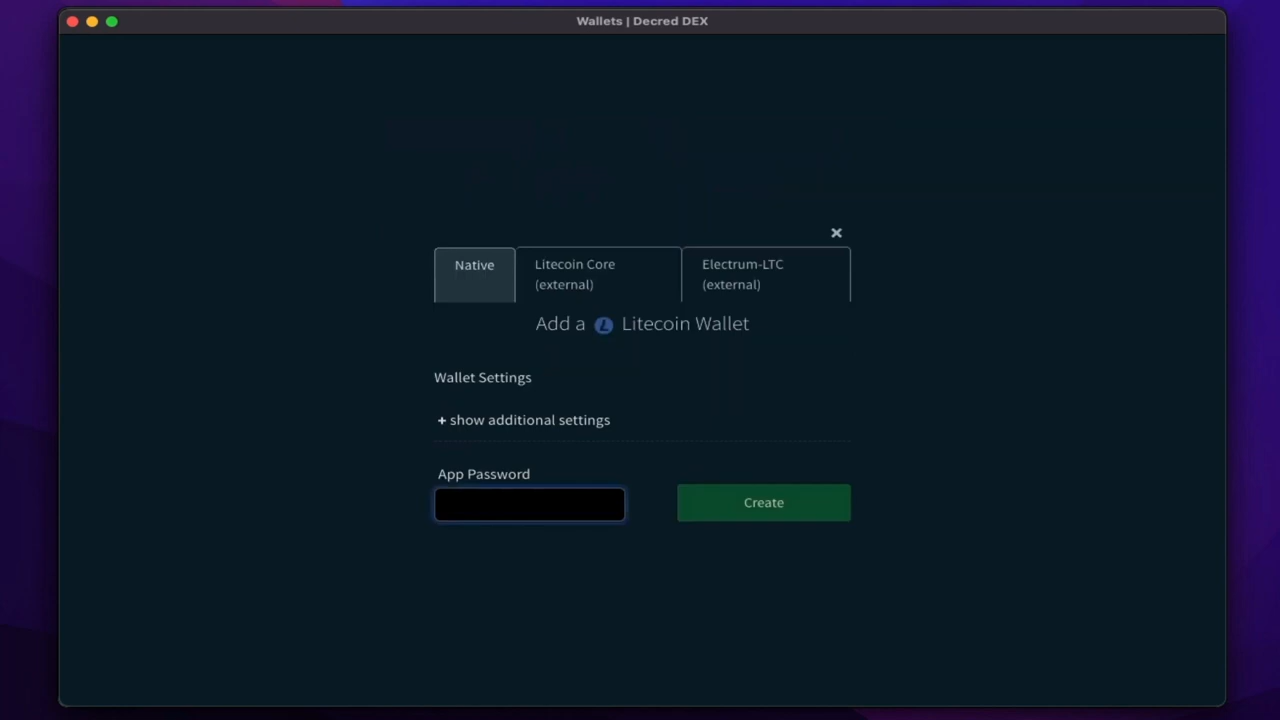 Wallets | Decred DEX
Native
Litecoin Core
(external)
Electrum-LTC
(external)
Add a Litecoin Wallet
Wallet Settings
+ show additional settings
App Password
Create